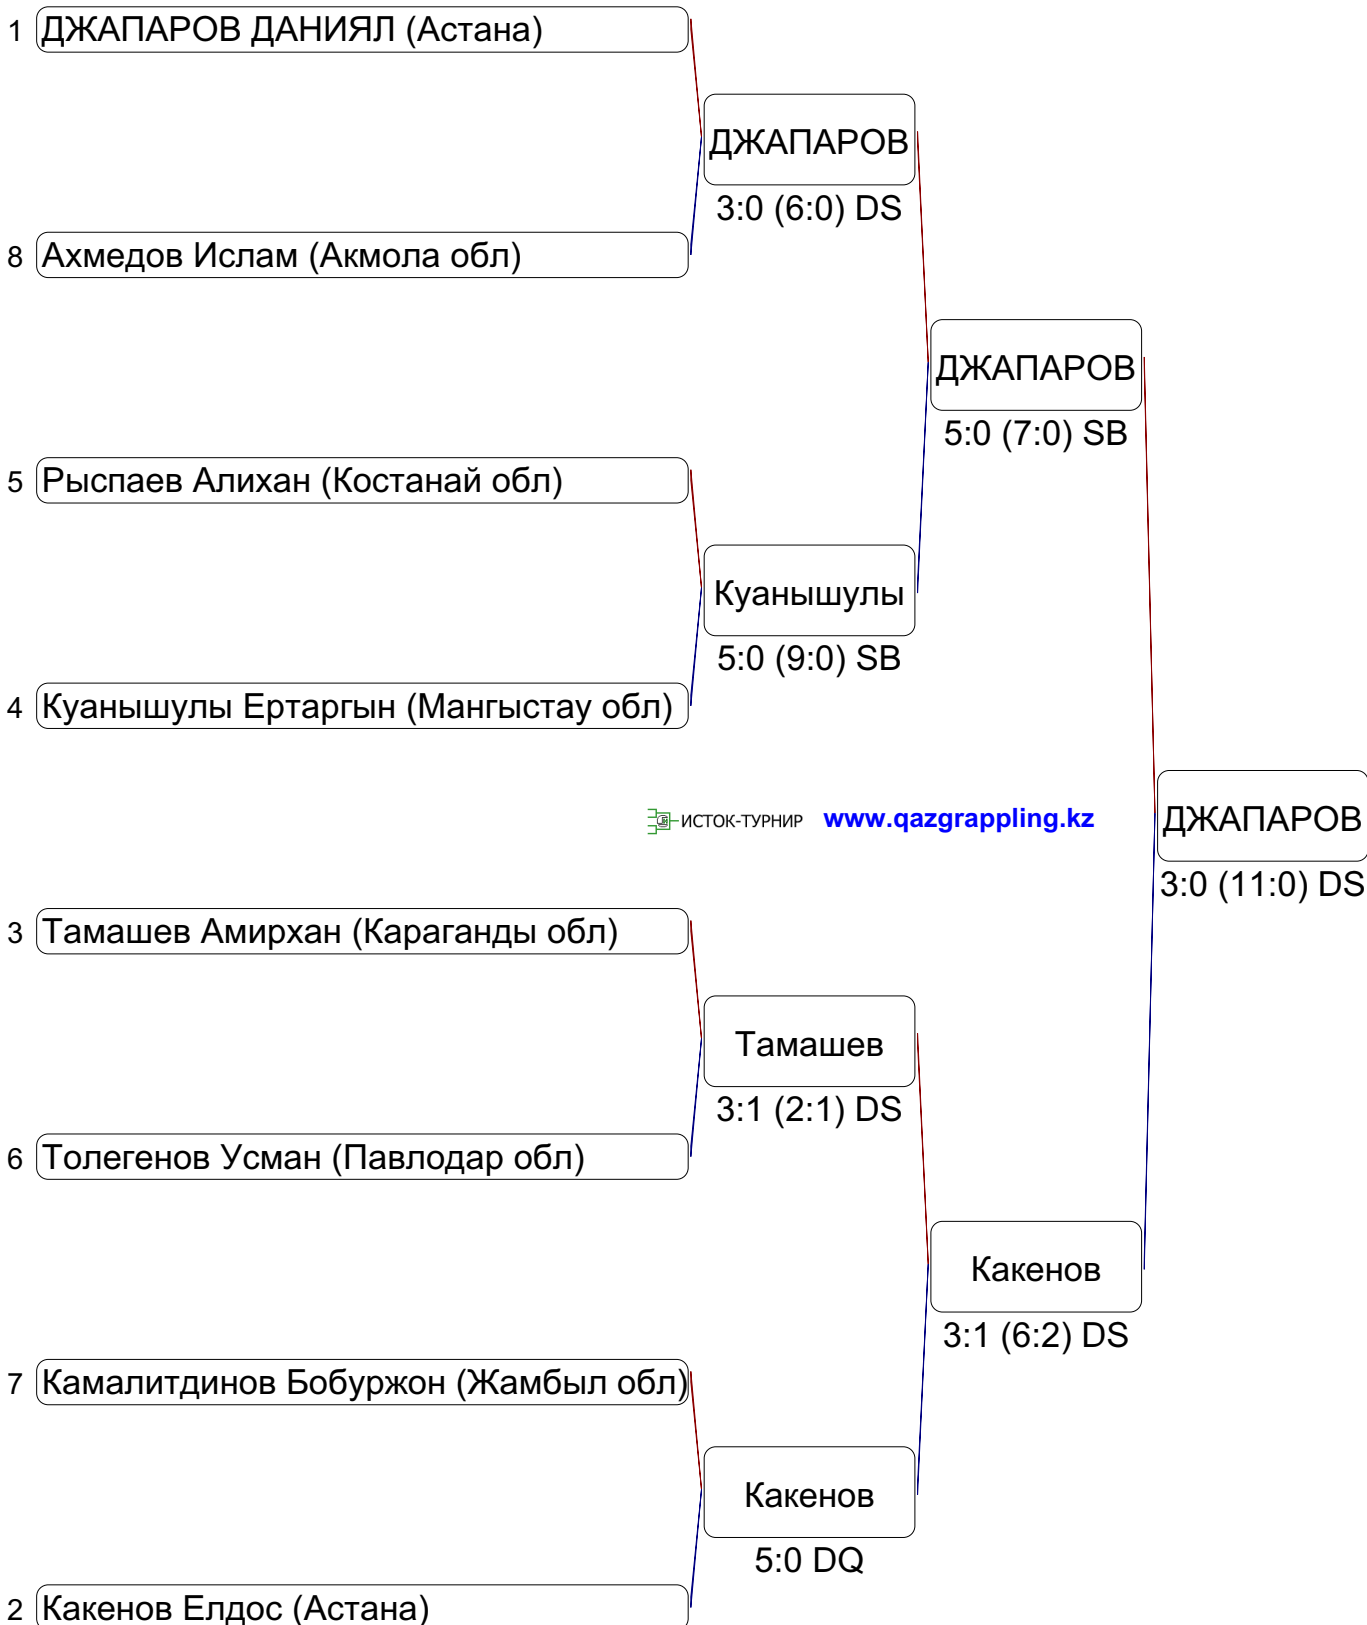 1 ДЖАПАРОВ ДАНИЯЛ (Астана)
ДЖАПАРОВ
3:0 (6:0) DS
8 Ахмедов Ислам (Акмола обл)
ДЖАПАРОВ
5:0 (7:0) SB
5 Рыспаев Алихан (Костанай обл)
Куанышулы
5:0 (9:0) SB
4 Куанышулы Ертаргын (Мангыстау обл)
ИСТОК-ТУРНИР www.qazgrappling.kz
ДЖАПАРОВ
3:0 (11:0) DS
3 Тамашев Амирхан (Караганды обл)
Тамашев
3:1 (2:1) DS
6 Толегенов Усман (Павлодар обл)
Какенов
3:1 (6:2) DS
7 Камалитдинов Бобуржон (Жамбыл обл)
Какенов
5:0 DQ
2 Какенов Елдос (Астана)